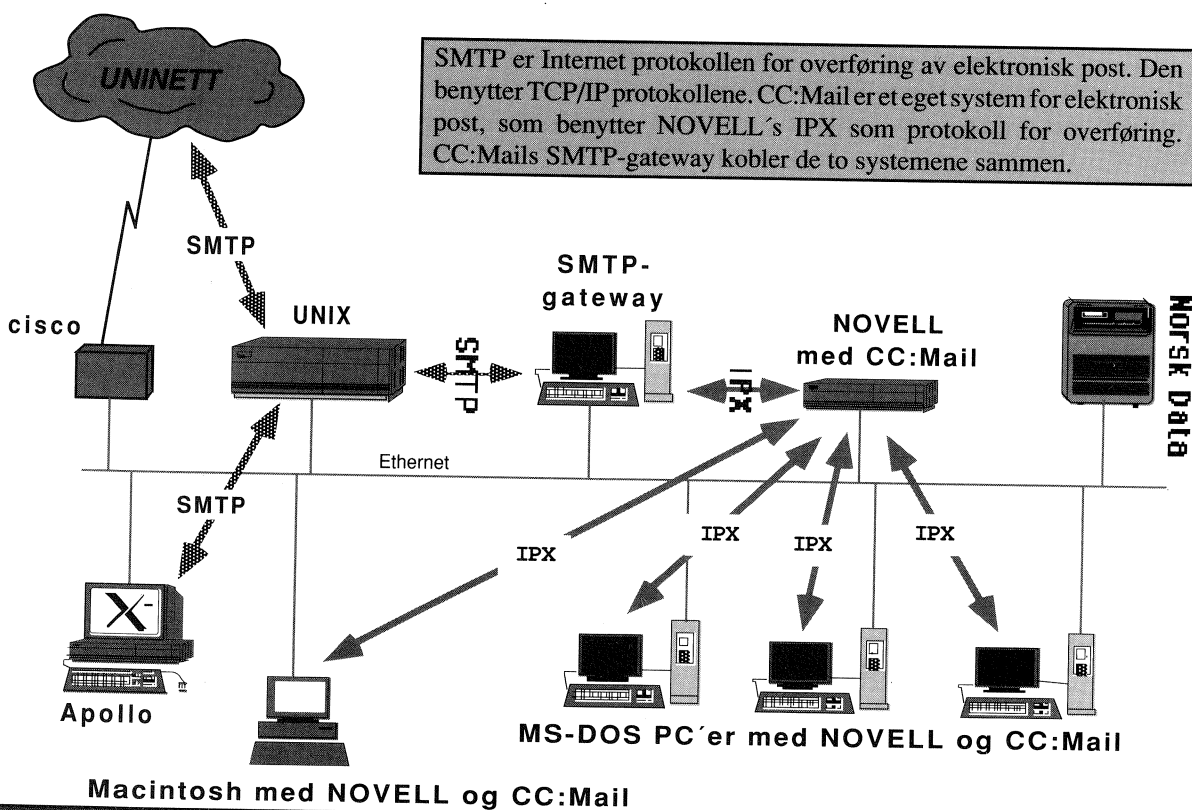 UNINETT
SMTP er Internet protokollen for overføring av elektronisk post. Den
benytter TCP/IP protokollene. CC:Mail er et eget system for elektronisk
post, som benytter NOVELL´s IPX som protokoll for overføring.
CC:Mails SMTP-gateway kobler de to systemene sammen.
SMTP
SMTP-
gateway
cisco
UNIX
NOVELL
med CC:Mail
Norsk Data
SMTP
IPX
Ethernet
SMTP
IPX
IPX
IPX
IPX
X
Apollo
MS-DOS PC´er med NOVELL og CC:Mail
Macintosh med NOVELL og CC:Mail